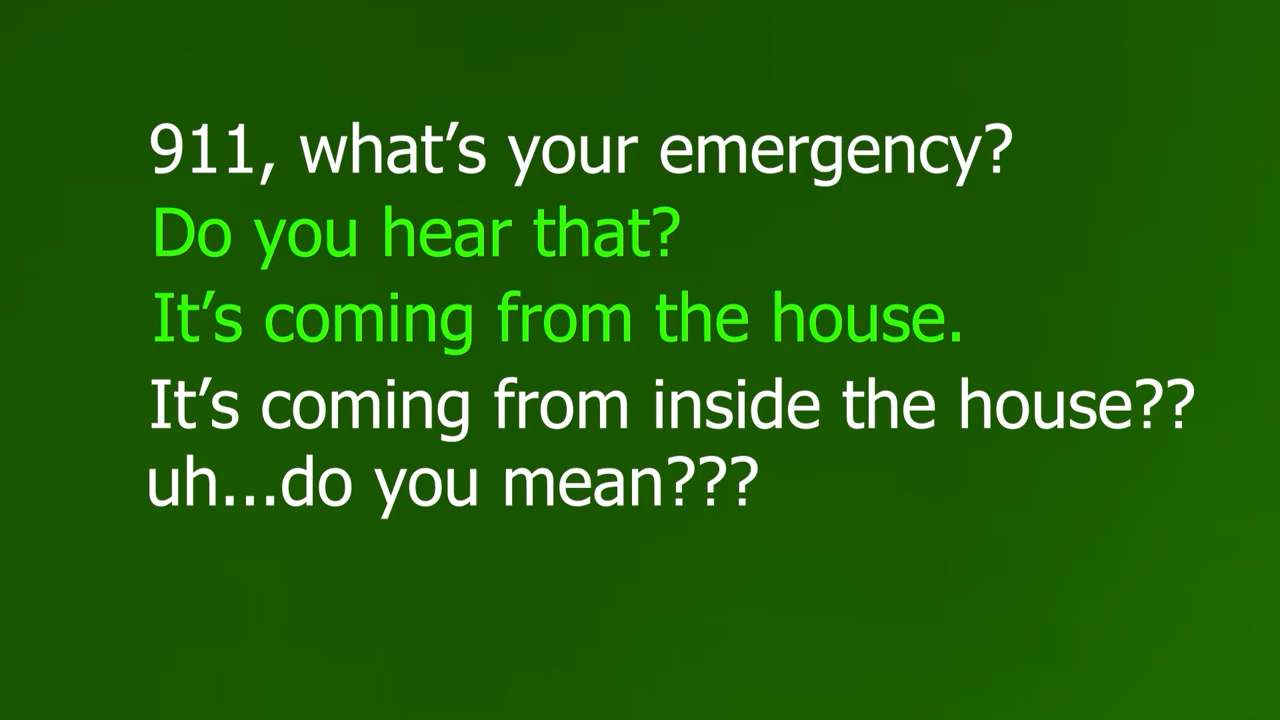 911, what’s your emergency?
Do you hear that?
It’s coming from the house.
It’s coming from inside the house??
uh...do you mean???